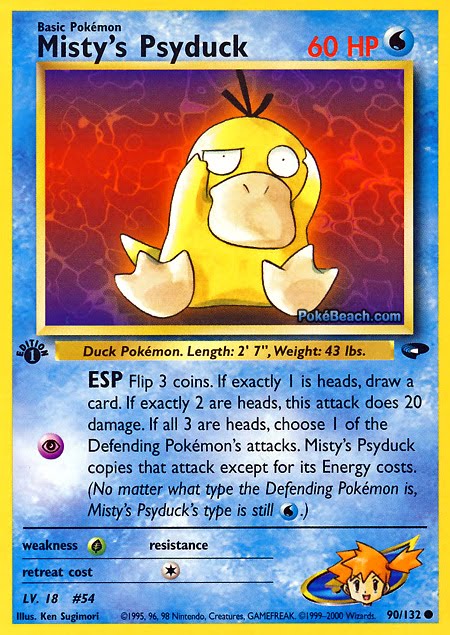 Basic Pokémon
Misty's Psyduck 60 HP
PokéBeach.com
EDITION 1
Duck Pokémon. Length: 2' 7", Weight: 43 lbs.
ESP Flip 3 coins. If exactly 1 is heads, draw a
card. If exactly 2 are heads, this attack does 20
damage. If all 3 are heads, choose 1 of the
Defending Pokémon's attacks. Misty's Psyduck
copies that attack except for its Energy costs.
(No matter what type the Defending Pokémon is,
Misty's Psyduck's type is still .)
weakness resistance
retreat cost
LV. 18 #54
Illus. Ken Sugimori ©1995, 96, 98 Nintendo, Creatures, GAMEFREAK. ©1999-2000 Wizards. 90/132